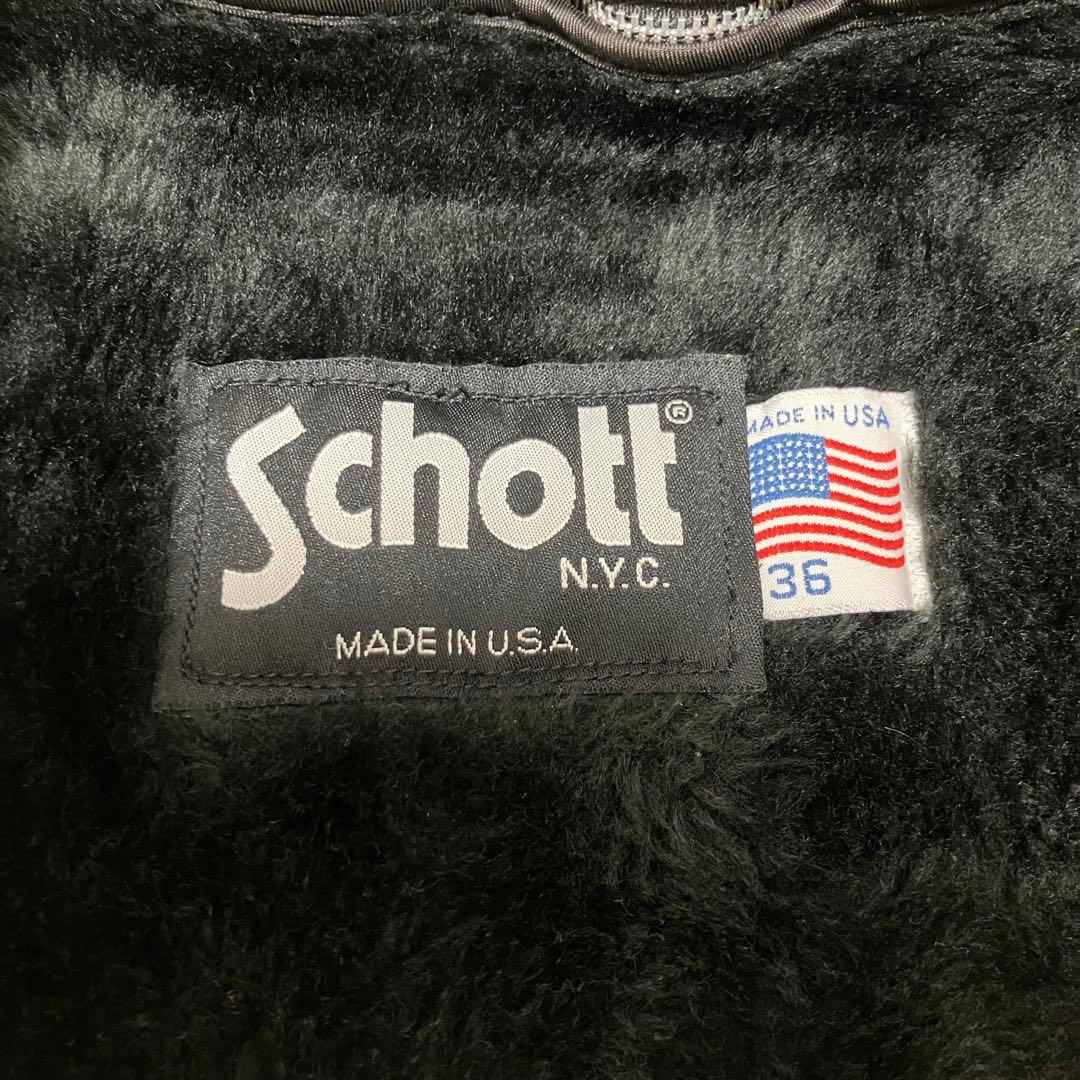 Schott®
N.Y.C.
MADE IN U.S.A.
MADE IN USA
36